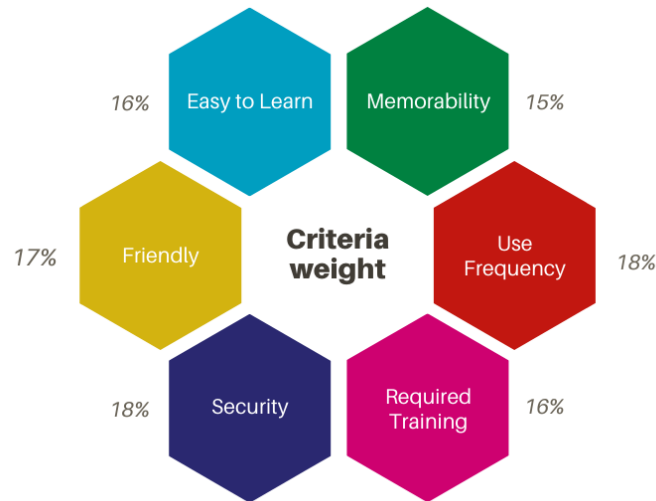 16%
Easy to Learn
Memorability
15%
17%
Friendly
Criteria
weight
Use
Frequency
18%
18%
Security
Required
Training
16%